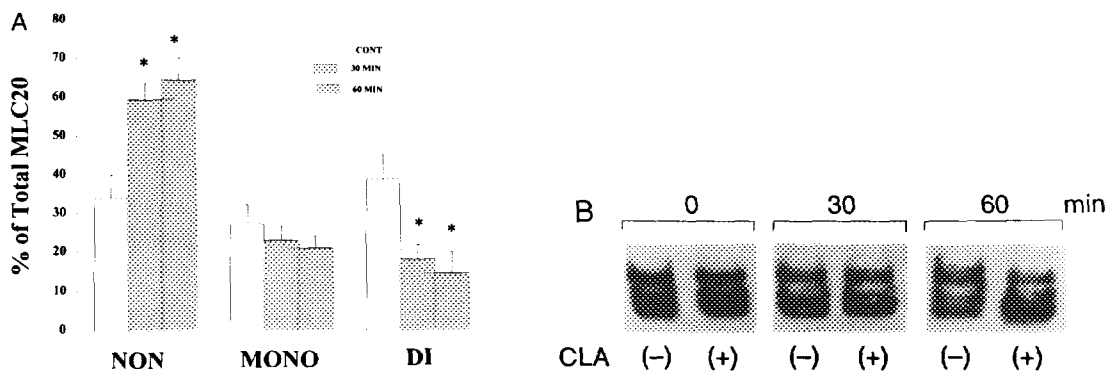 A
% of Total MLC20
80
70
60
50
40
30
20
10
0
* * * *
CONT
30 MIN
60 MIN
NON MONO DI
B
0 30 60 min
CLA (−) (+) (−) (+) (−) (+)